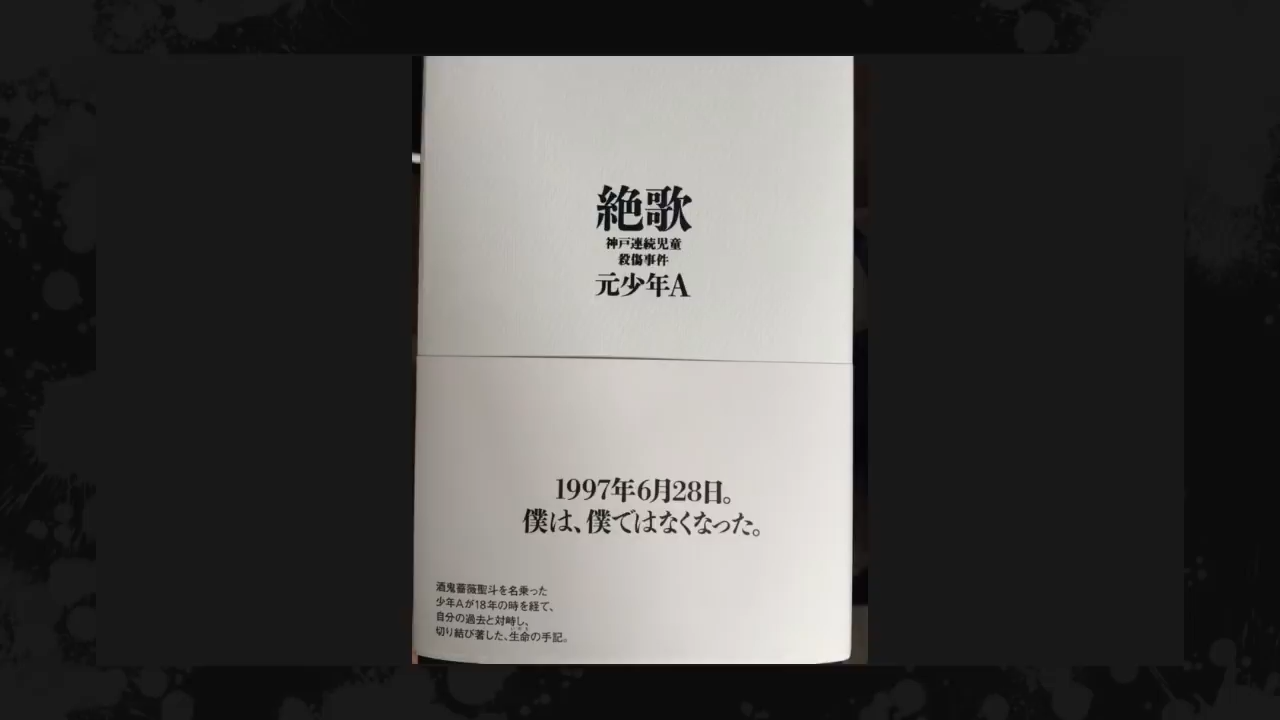 絶歌
神戸連続児童
殺傷事件
元少年A
1997年6月28日。
僕は、僕ではなくなった。
酒鬼薔薇聖斗を名乗った
少年Aが18年の時を経て、
自分の過去と対峙し、
切り結び著した、生命の手記。